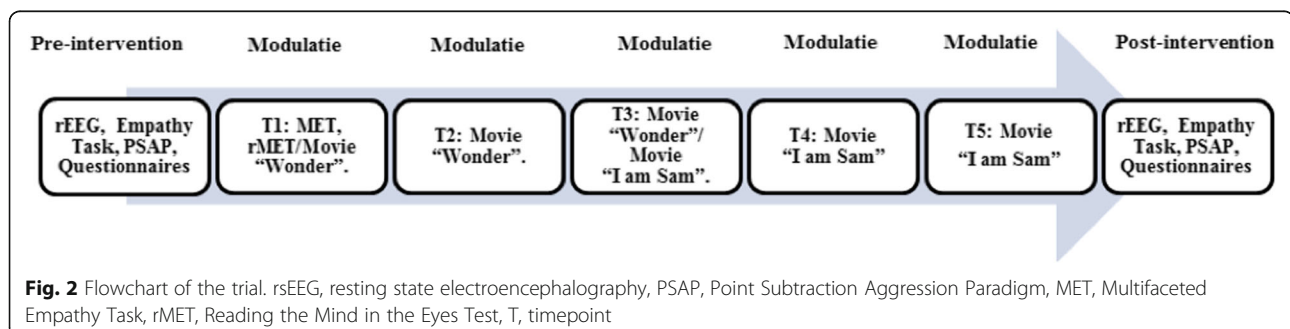 Pre-intervention Modulatie Modulatie Modulatie Modulatie Modulatie Post-intervention
rEEG, Empathy
Task, PSAP,
Questionnaires
T1: MET,
rMET/Movie
“Wonder”.
T2: Movie
“Wonder”.
T3: Movie
“Wonder”/
Movie
“I am Sam”.
T4: Movie
“I am Sam”
T5: Movie
“I am Sam”
rEEG, Empathy
Task, PSAP,
Questionnaires
Fig. 2 Flowchart of the trial. rsEEG, resting state electroencephalography, PSAP, Point Subtraction Aggression Paradigm, MET, Multifaceted
Empathy Task, rMET, Reading the Mind in the Eyes Test, T, timepoint